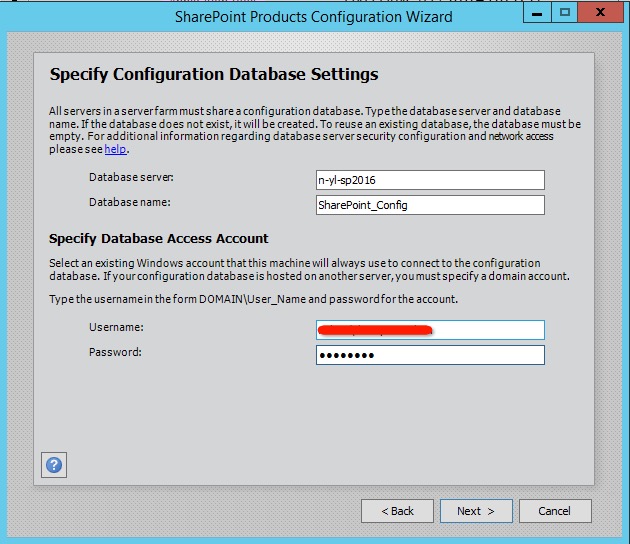 SharePoint Products Configuration Wizard
Specify Configuration Database Settings
All servers in a server farm must share a configuration database. Type the database server and database
name. If the database does not exist, it will be created. To reuse an existing database, the database must be
empty. For additional information regarding database server security configuration and network access
please see help.
Database server:
n-yl-sp2016
Database name:
SharePoint_Config
Specify Database Access Account
Select an existing Windows account that this machine will always use to connect to the configuration
database. If your configuration database is hosted on another server, you must specify a domain account.
Type the username in the form DOMAIN\User_Name and password for the account.
Username:
Password:
< Back
Next >
Cancel